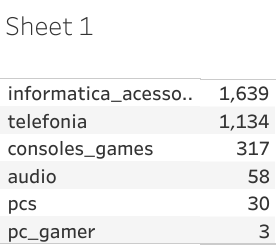 Sheet 1
informatica_acesso.. 1,639
telefonia 1,134
consoles_games 317
audio 58
pcs 30
pc_gamer 3